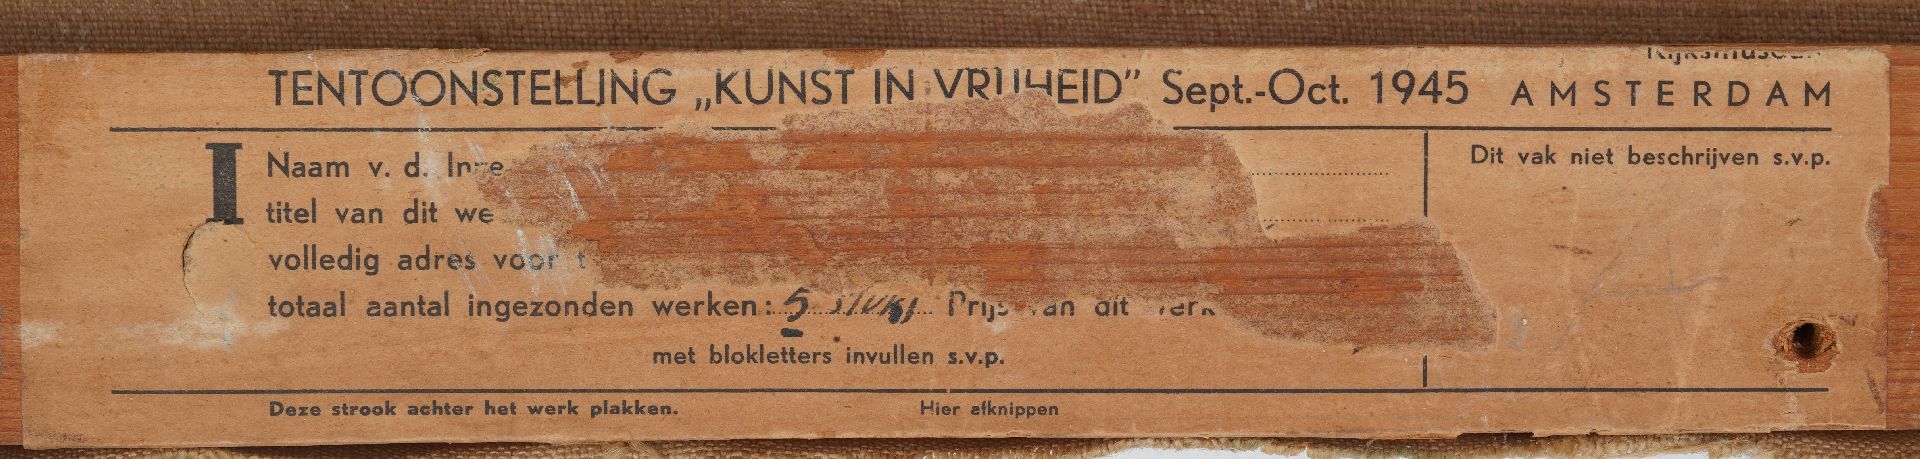 Rijksmuseum
TENTOONSTELLING „KUNST IN VRIJHEID” Sept.-Oct. 1945 AMSTERDAM
I
Naam v. d. Inze
Dit vak niet beschrijven s.v.p.
titel van dit we
volledig adres voor t
totaal aantal ingezonden werken: 5 stuks Prijs van dit werk
met blokletters invullen s.v.p.
Deze strook achter het werk plakken. Hier afknippen